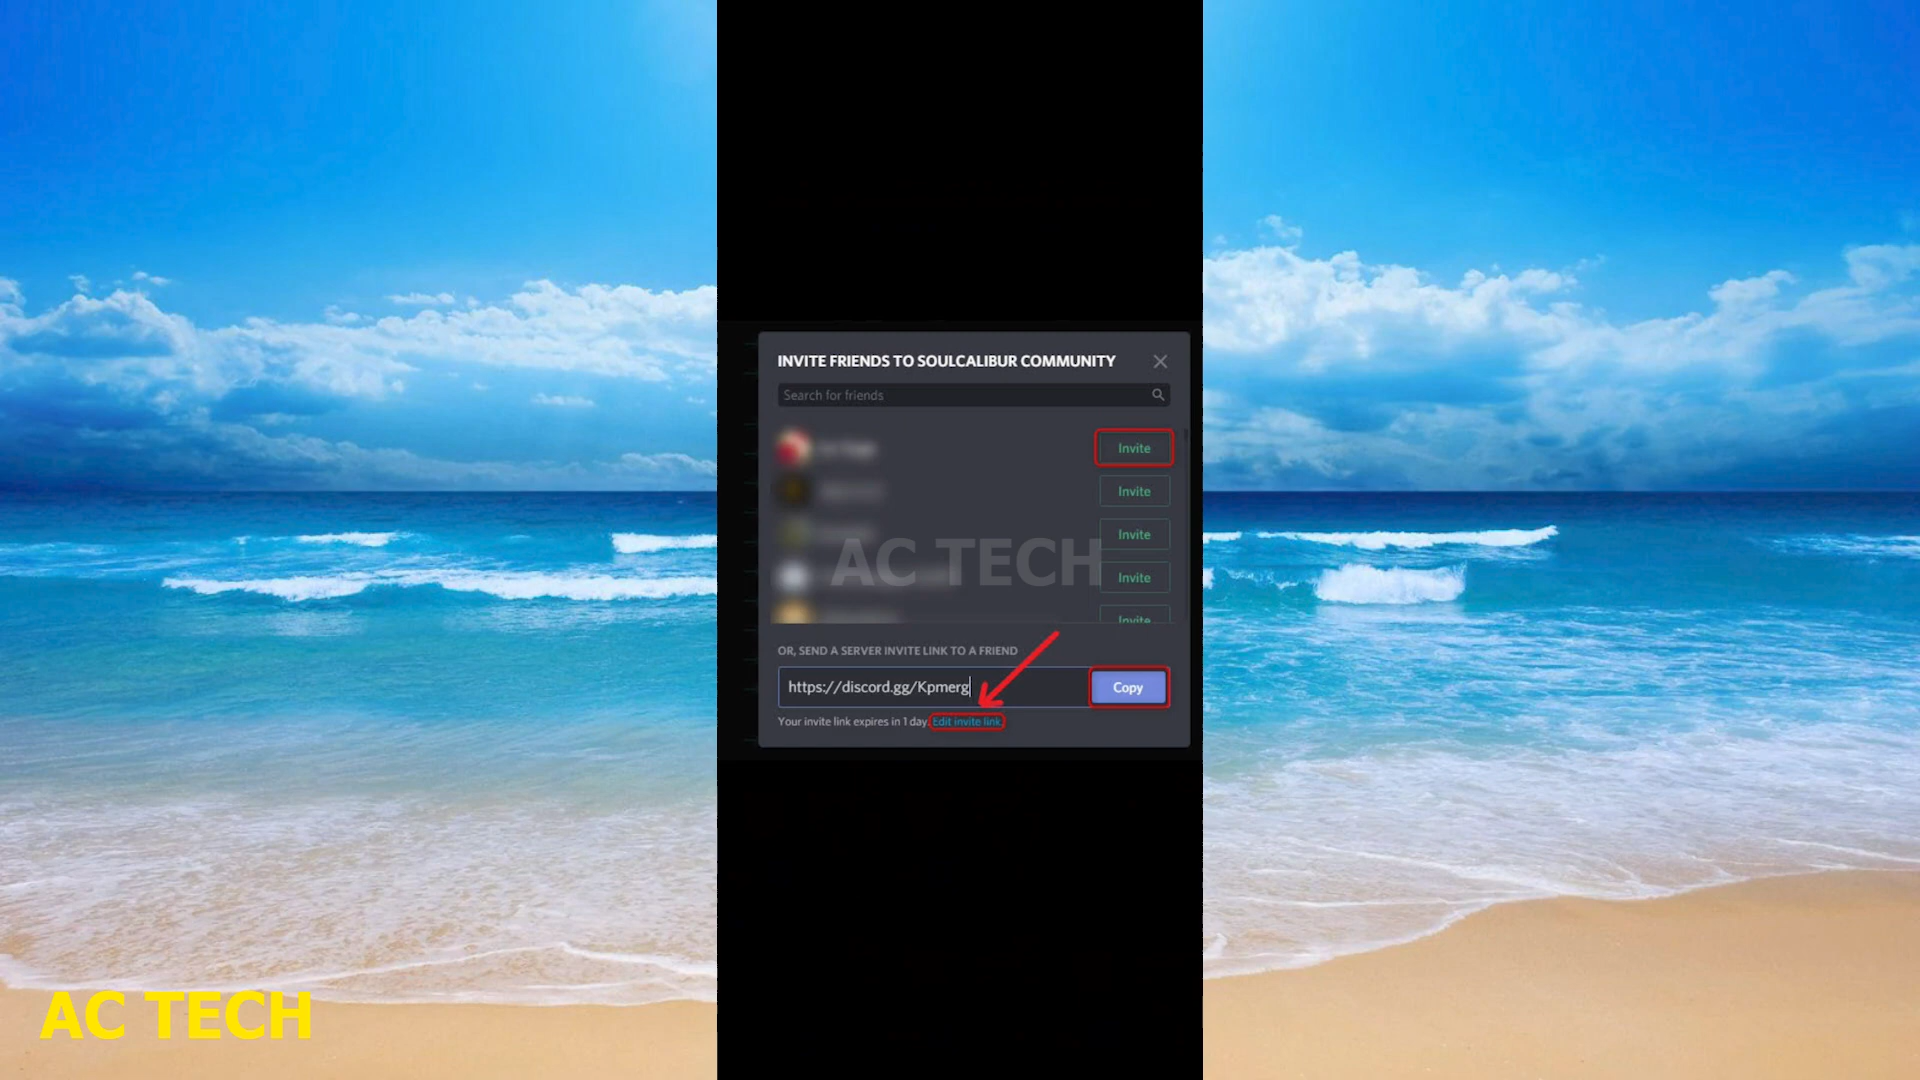 INVITE FRIENDS TO SOULCALIBUR COMMUNITY
Search for friends
Invite
Invite
Invite
AC TECH
Invite
Invite
OR, SEND A SERVER INVITE LINK TO A FRIEND
https://discord.gg/Kpmerg
Copy
Your invite link expires in 1 day. Edit invite link.
AC TECH